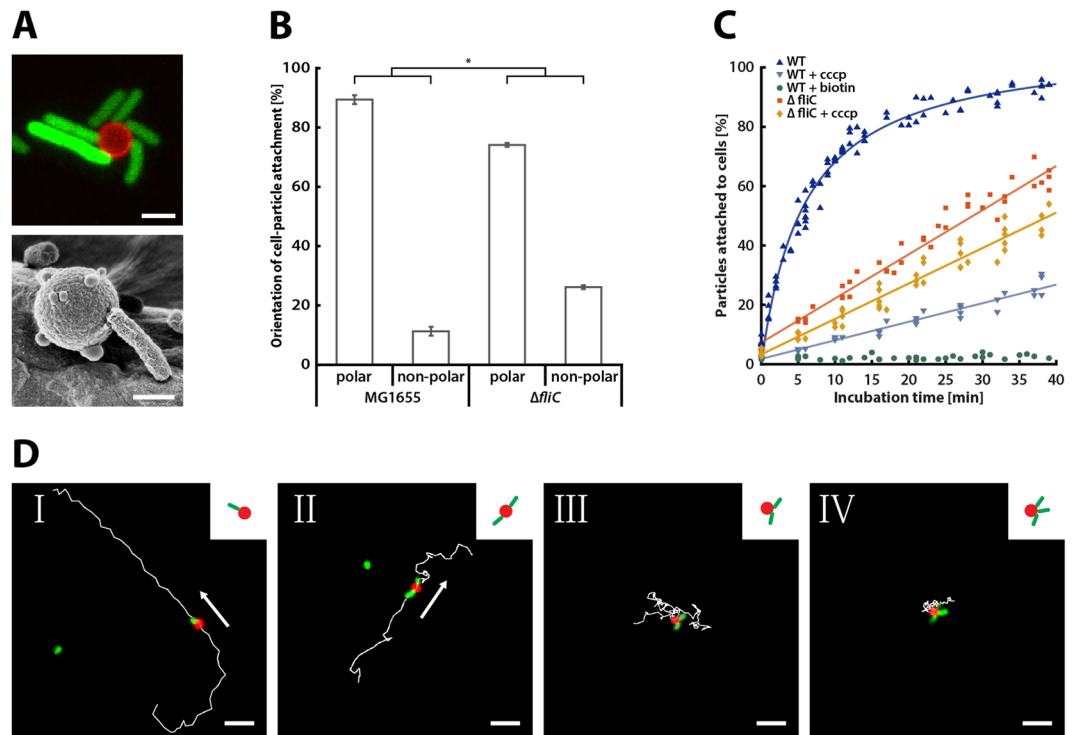 A
B
C
Orientation of cell-particle attachment [%]
100
80
60
40
20
0
*
polar
non-polar
polar
non-polar
MG1655
ΔfliC
Particles attached to cells [%]
100
80
60
40
20
0
WT
WT + cccp
WT + biotin
Δ fliC
Δ fliC + cccp
0 5 10 15 20 25 30 35 40
Incubation time [min]
D
I
II
III
IV